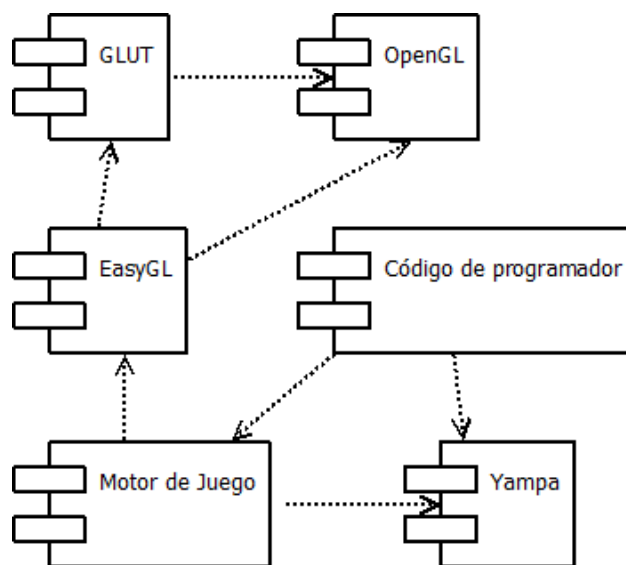 GLUT
OpenGL
EasyGL
Código de programador
Motor de Juego
Yampa